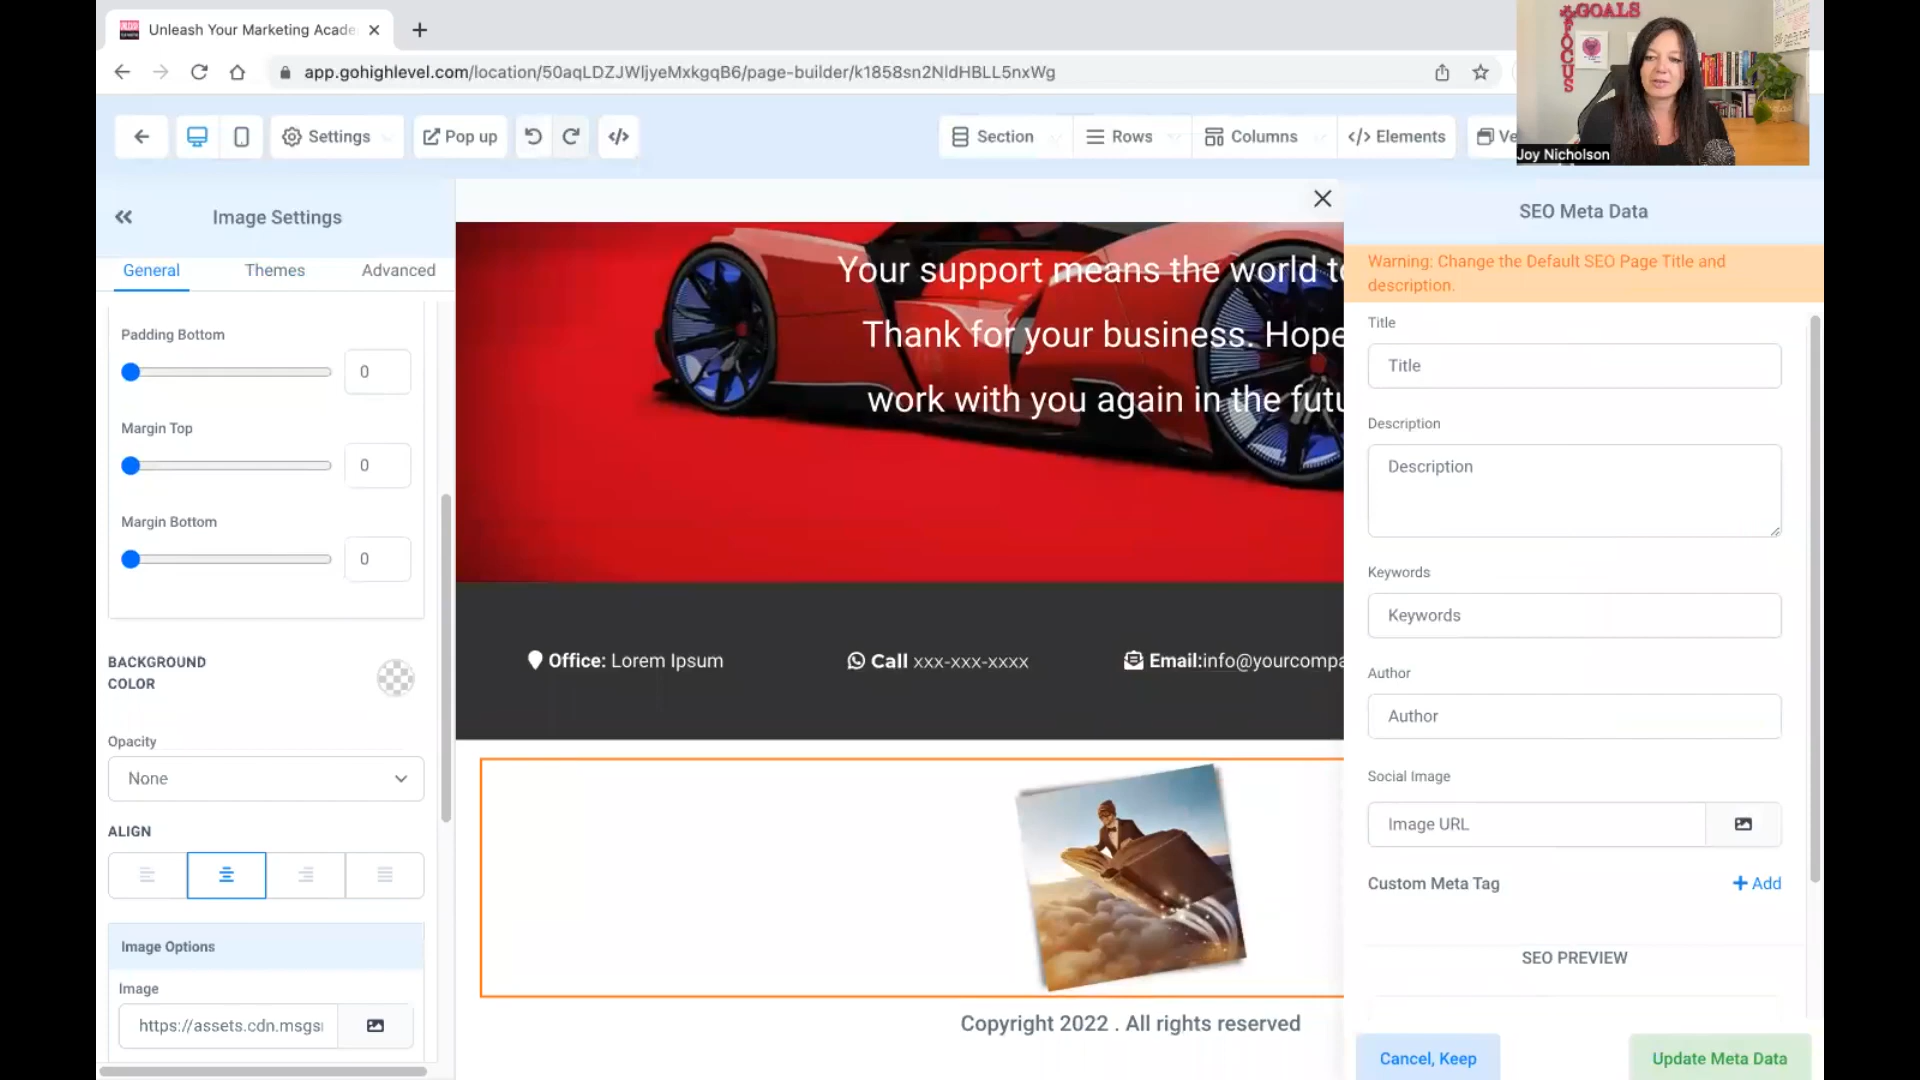 Unleash Your Marketing Acade
app.gohighlevel.com/location/50aqLDZJWljyeMxkgqB6/page-builder/k1858sn2NldHBLL5nxWg
GOALS
FOCUS
Joy Nicholson
Settings
Pop up
Section
Rows
Columns
</> Elements
Ve
Image Settings
General
Themes
Advanced
Padding Bottom
0
Margin Top
0
Margin Bottom
0
BACKGROUND
COLOR
Opacity
None
ALIGN
Image Options
Image
https://assets.cdn.msgsı
Your support means the world to
Thank for your business. Hope
work with you again in the futu
Office: Lorem Ipsum
Call xxx-xxx-xxxx
Email:info@yourcompa
Copyright 2022 . All rights reserved
SEO Meta Data
Warning: Change the Default SEO Page Title and
description.
Title
Title
Description
Description
Keywords
Keywords
Author
Author
Social Image
Image URL
Custom Meta Tag
+ Add
SEO PREVIEW
Cancel, Keep
Update Meta Data